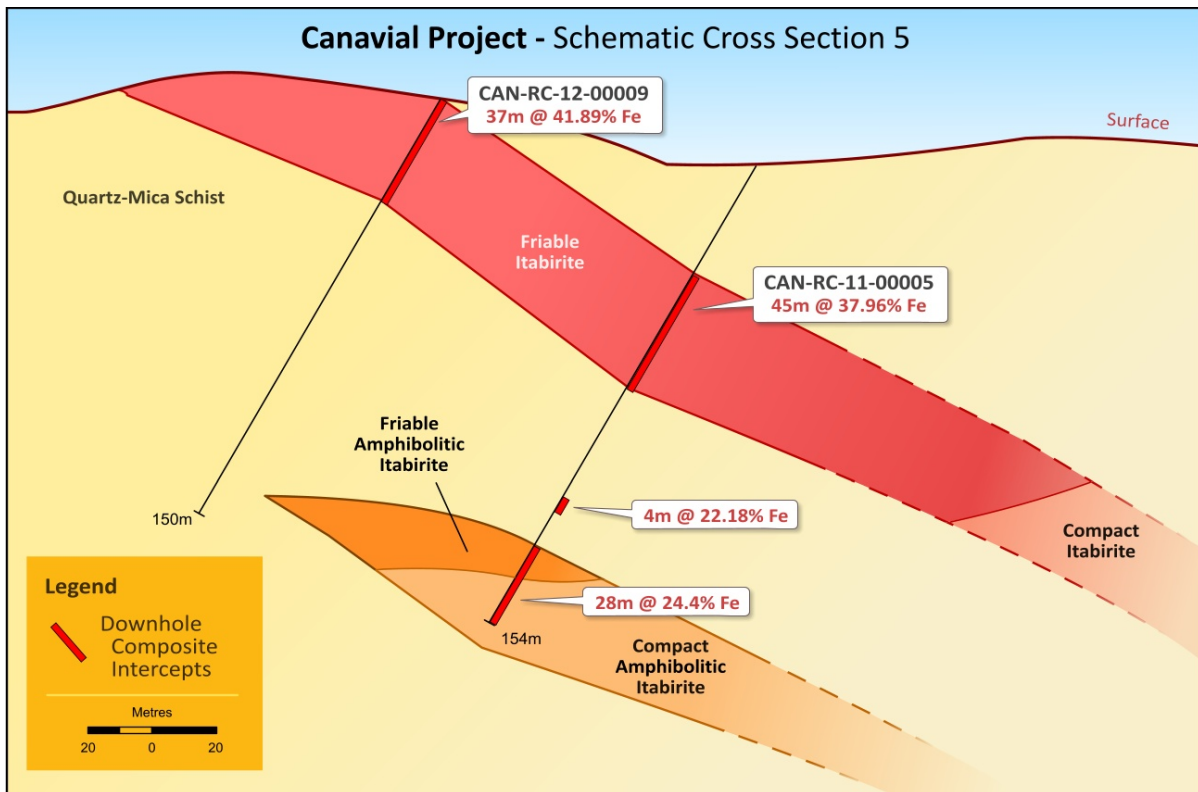 Canavial Project - Schematic Cross Section 5
CAN-RC-12-00009
37m @ 41.89% Fe
Surface
Quartz-Mica Schist
Friable
Itabirite
CAN-RC-11-00005
45m @ 37.96% Fe
Friable
Amphibolitic
Itabirite
150m
4m @ 22.18% Fe
Compact
Itabirite
28m @ 24.4% Fe
154m
Compact
Amphibolitic
Itabirite
Legend
Downhole
Composite
Intercepts
Metres
20 0 20